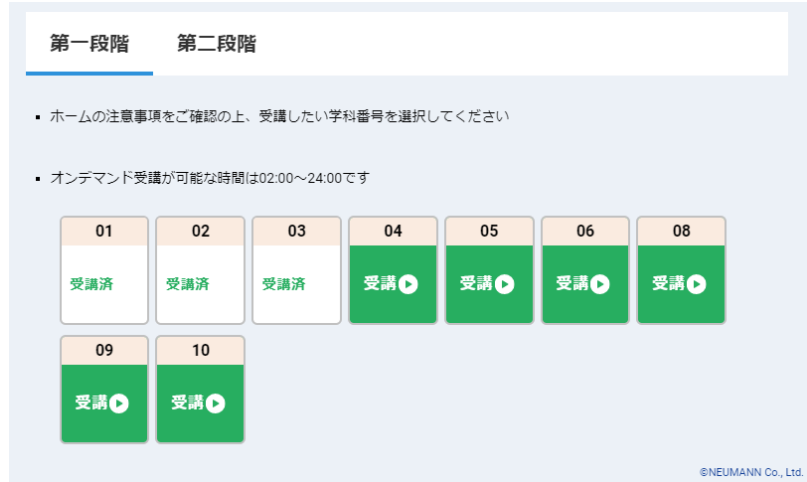 第一段階 第二段階
ホームの注意事項をご確認の上、受講したい学科番号を選択してください
オンデマンド受講が可能な時間は02:00～24:00です
01 02 03 04 05 06 08
受講済 受講済 受講済 受講 受講 受講 受講
09 10
受講 受講
©NEUMANN Co., Ltd.